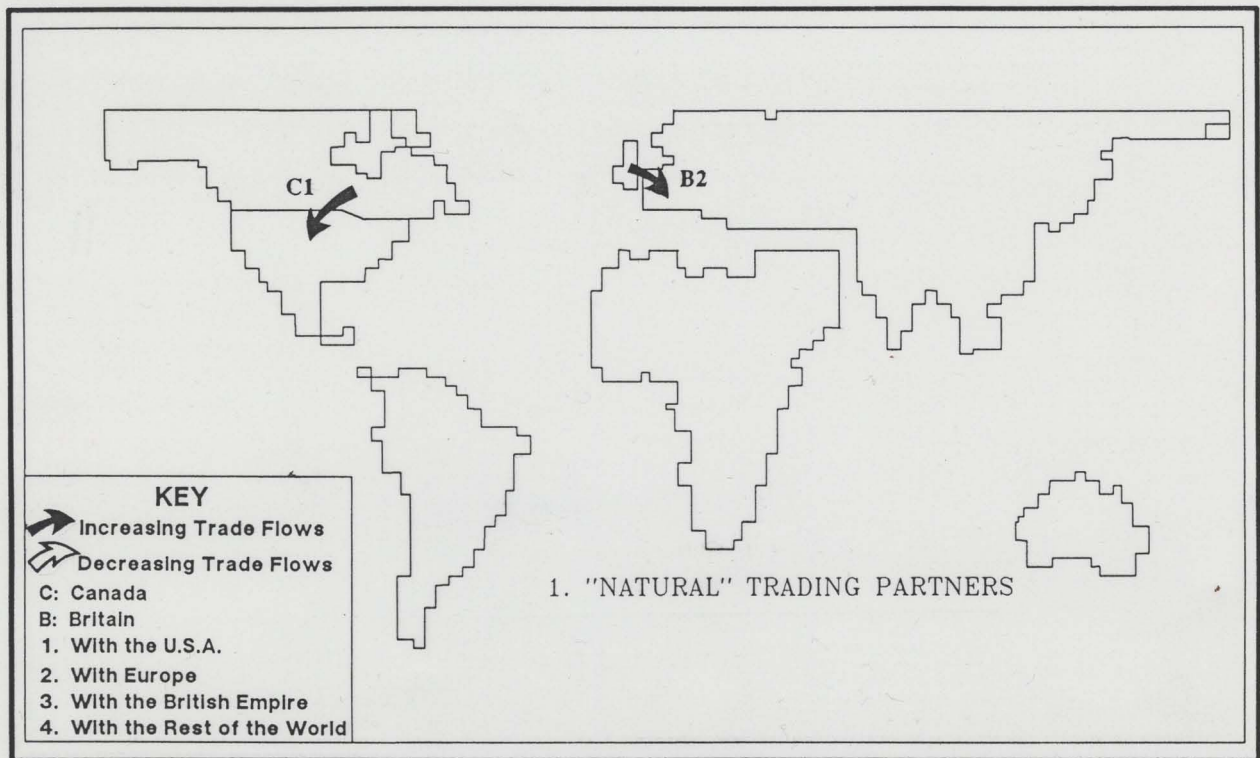 C1
B2
KEY
Increasing Trade Flows
Decreasing Trade Flows
C: Canada
B: Britain
1. With the U.S.A.
2. With Europe
3. With the British Empire
4. With the Rest of the World
1. "NATURAL" TRADING PARTNERS